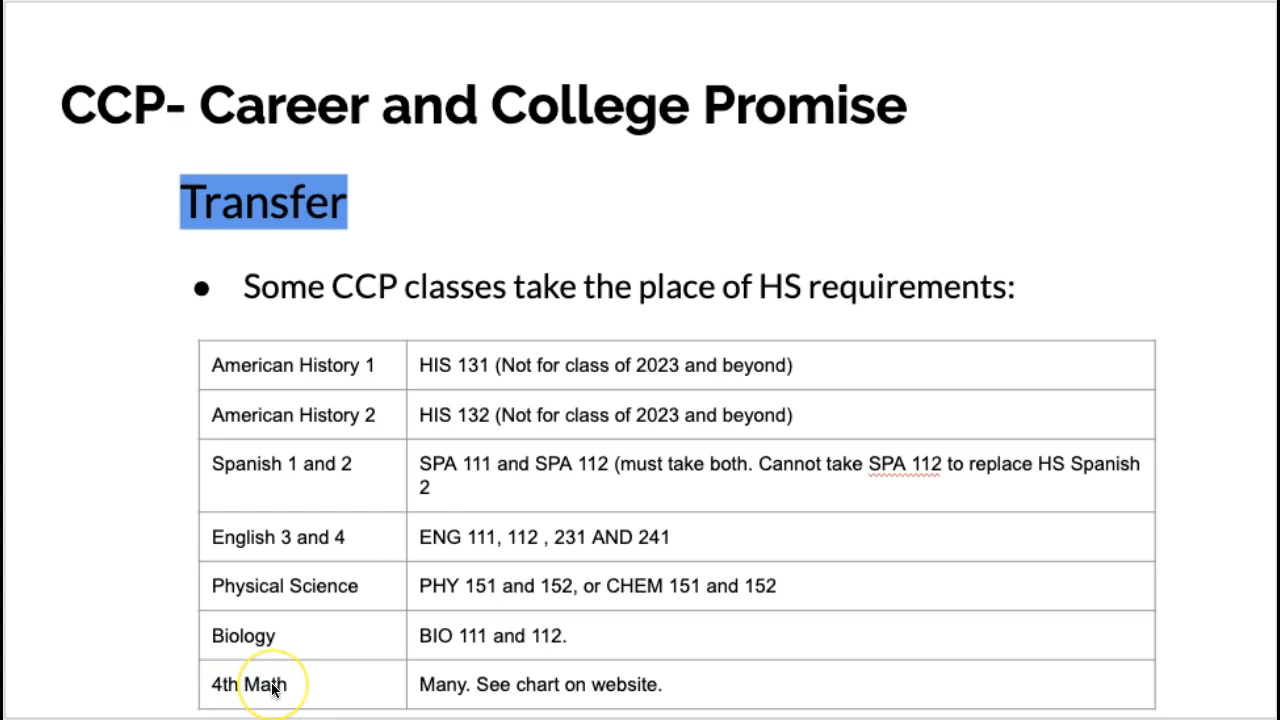 CCP- Career and College Promise
Transfer
● Some CCP classes take the place of HS requirements:
American History 1 HIS 131 (Not for class of 2023 and beyond)
American History 2 HIS 132 (Not for class of 2023 and beyond)
Spanish 1 and 2 SPA 111 and SPA 112 (must take both. Cannot take SPA 112 to replace HS Spanish
2
English 3 and 4 ENG 111, 112 , 231 AND 241
Physical Science PHY 151 and 152, or CHEM 151 and 152
Biology BIO 111 and 112.
4th Math Many. See chart on website.